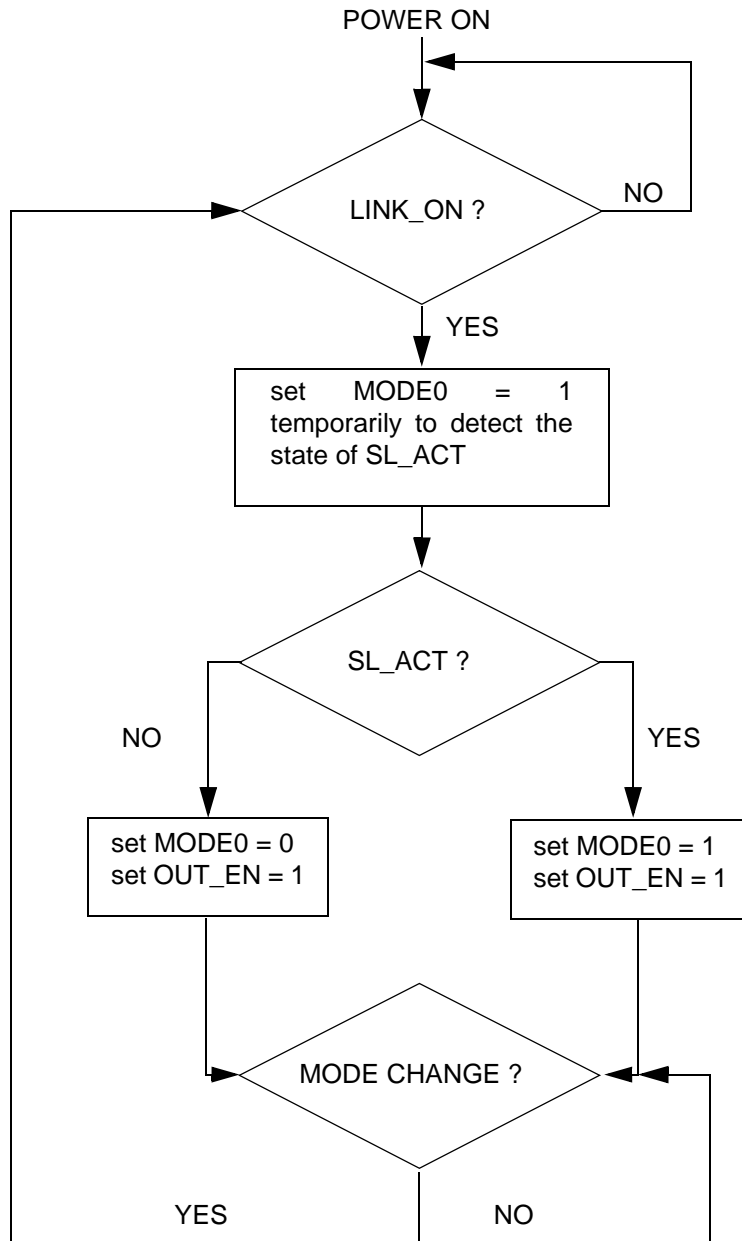 POWER ON
LINK_ON ?
NO
YES
set MODE0 = 1
temporarily to detect the
state of SL_ACT
SL_ACT ?
NO
YES
set MODE0 = 0
set OUT_EN = 1
set MODE0 = 1
set OUT_EN = 1
MODE CHANGE ?
YES
NO